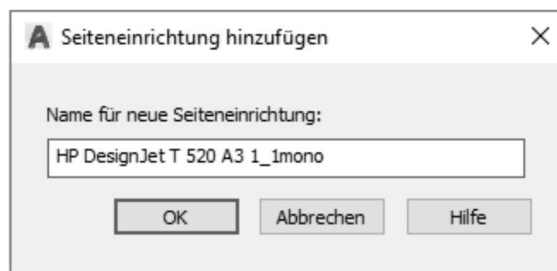 Seiteneinrichtung hinzufügen
Name für neue Seiteneinrichtung:
HP DesignJet T 520 A3 1_1mono
OK Abbrechen Hilfe